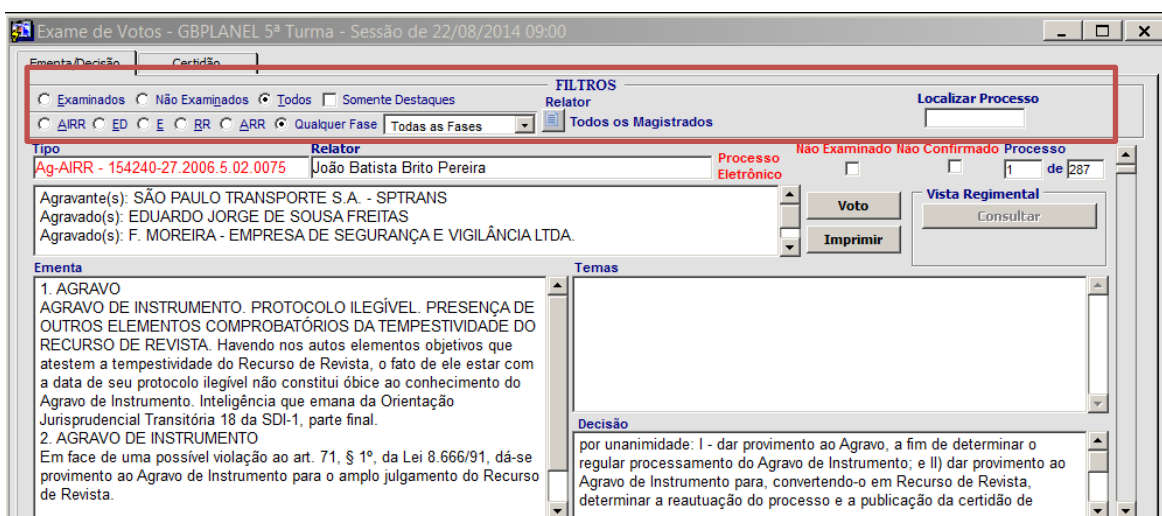 Exame de Votos - GBPLANEL 5ª Turma - Sessão de 22/08/2014 09:00
Ementa/Decisão Certidão
FILTROS
Examinados Não Examinados Todos Somente Destaques
Relator
Localizar Processo
AIRR ED E RR ARR Qualquer Fase Todas as Fases Todos os Magistrados
Tipo Relator Processo Eletrônico Não Examinado Não Confirmado Processo
Ag-AIRR - 154240-27.2006.5.02.0075 João Batista Brito Pereira 1 de 287
Agravante(s): SÃO PAULO TRANSPORTE S.A. - SPTRANS
Agravado(s): EDUARDO JORGE DE SOUSA FREITAS
Agravado(s): F. MOREIRA - EMPRESA DE SEGURANÇA E VIGILÂNCIA LTDA.
Voto
Imprimir
Vista Regimental
Consultar
Ementa
1. AGRAVO
AGRAVO DE INSTRUMENTO. PROTOCOLO ILEGÍVEL. PRESENÇA DE
OUTROS ELEMENTOS COMPROBATÓRIOS DA TEMPESTIVIDADE DO
RECURSO DE REVISTA. Havendo nos autos elementos objetivos que
atestem a tempestividade do Recurso de Revista, o fato de ele estar com
a data de seu protocolo ilegível não constitui óbice ao conhecimento do
Agravo de Instrumento. Inteligência que emana da Orientação
Jurisprudencial Transitória 18 da SDI-1, parte final.
2. AGRAVO DE INSTRUMENTO
Em face de uma possível violação ao art. 71, § 1º, da Lei 8.666/91, dá-se
provimento ao Agravo de Instrumento para o amplo julgamento do Recurso
de Revista.
Temas
Decisão
por unanimidade: I - dar provimento ao Agravo, a fim de determinar o
regular processamento do Agravo de Instrumento; e II) dar provimento ao
Agravo de Instrumento para, convertendo-o em Recurso de Revista,
determinar a reautuação do processo e a publicação da certidão de